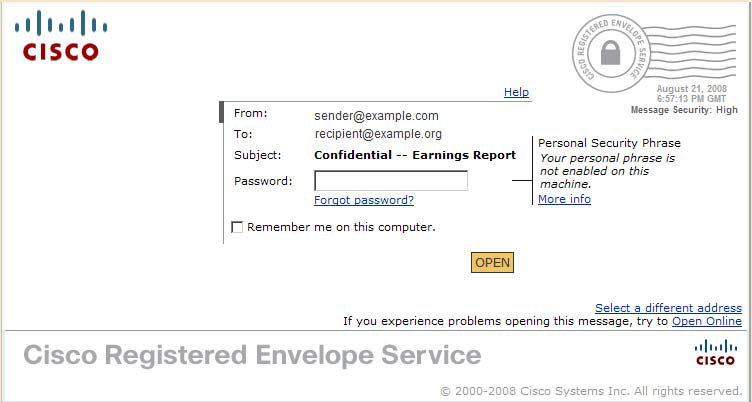 CISCO
CISCO REGISTERED ENVELOPE SERVICE
August 21, 2008
6:57:13 PM GMT
Message Security: High
Help
From: sender@example.com
To: recipient@example.org
Subject: Confidential -- Earnings Report
Password:
Forgot password?
Personal Security Phrase
Your personal phrase is
not enabled on this
machine.
More info
Remember me on this computer.
OPEN
Select a different address
If you experience problems opening this message, try to Open Online
Cisco Registered Envelope Service
CISCO
© 2000-2008 Cisco Systems Inc. All rights reserved.